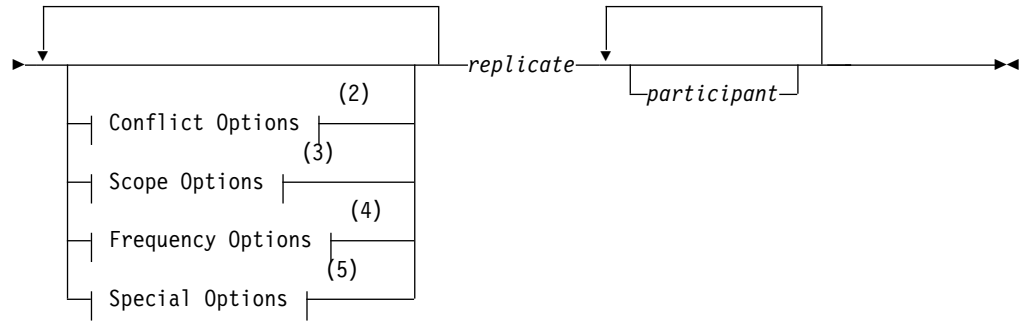 replicate
participant
(2)
Conflict Options
(3)
Scope Options
(4)
Frequency Options
(5)
Special Options